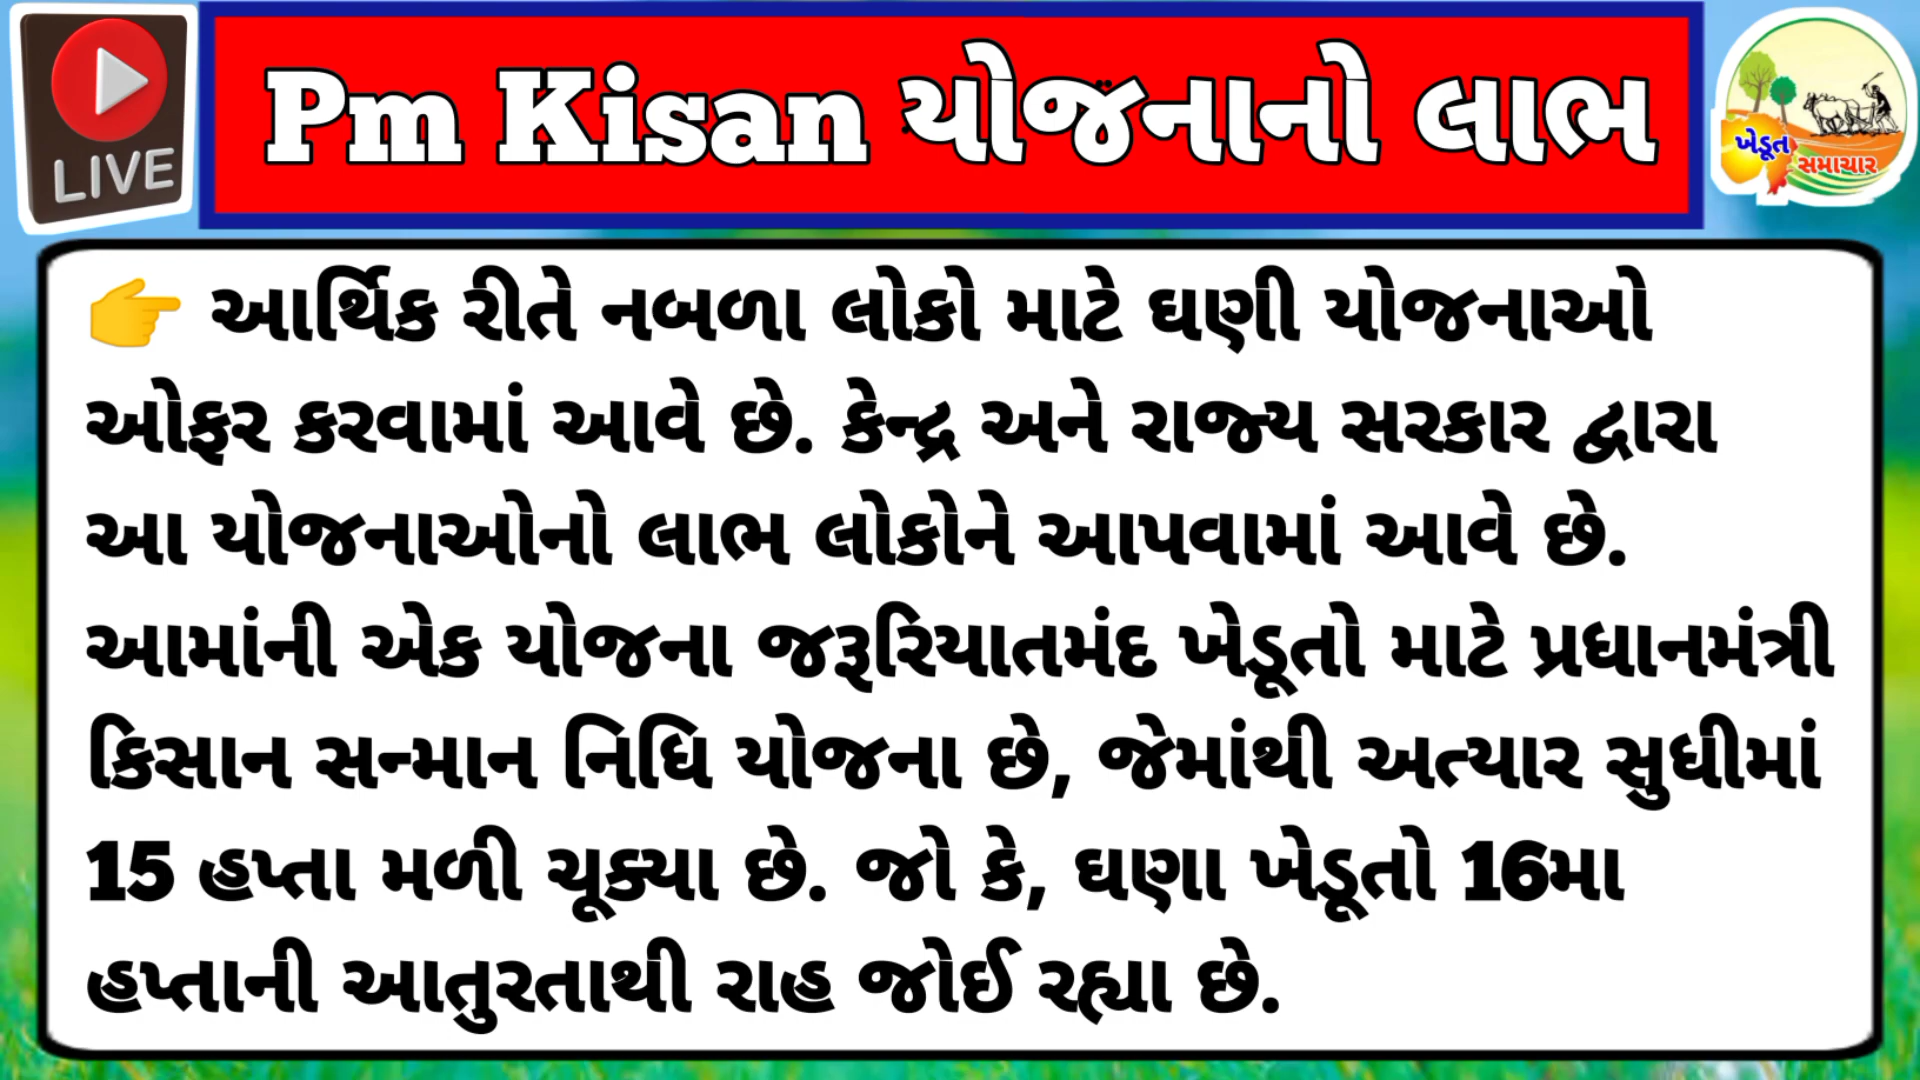 LIVE
Pm Kisan યોજનાનો લાભ
ખેડૂત
સમાચાર
👉 આર્થિક રીતે નબળા લોકો માટે ઘણી યોજનાઓ
ઓફર કરવામાં આવે છે. કેન્દ્ર અને રાજ્ય સરકાર દ્વારા
આ યોજનાઓનો લાભ લોકોને આપવામાં આવે છે.
આમાંની એક યોજના જરૂરિયાતમંદ ખેડૂતો માટે પ્રધાનમંત્રી
કિસાન સન્માન નિધિ યોજના છે, જેમાંથી અત્યાર સુધીમાં
15 હપ્તા મળી ચૂક્યા છે. જો કે, ઘણા ખેડૂતો 16મા
હપ્તાની આતુરતાથી રાહ જોઈ રહ્યા છે.